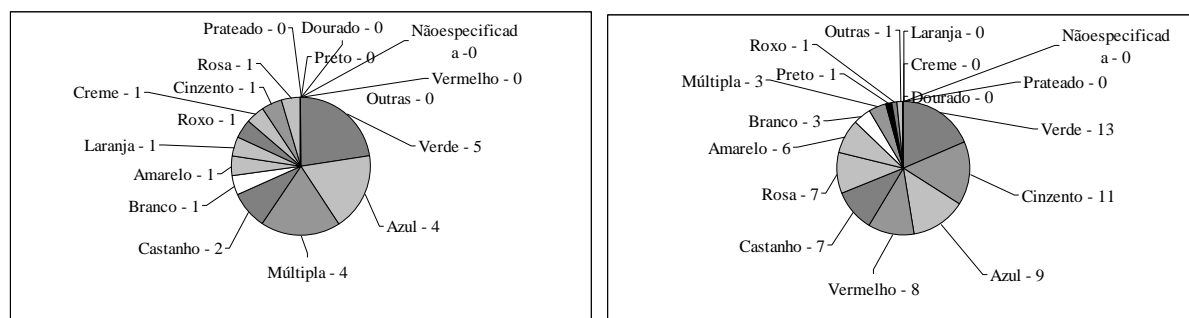 Prateado - 0
Dourado - 0
Nãoespecificad
a -0
Preto - 0
Rosa - 1
Vermelho - 0
Cinzento - 1
Creme - 1
Outras - 0
Roxo - 1
Verde - 5
Laranja - 1
Amarelo - 1
Branco - 1
Azul - 4
Castanho - 2
Múltipla - 4
Outras - 1
Laranja - 0
Nãoespecificad
a -0
Roxo - 1
Creme - 0
Múltipla - 3
Preto - 1
Prateado - 0
Dourado - 0
Branco - 3
Verde - 13
Amarelo - 6
Rosa - 7
Cinzento - 11
Castanho - 7
Azul - 9
Vermelho - 8